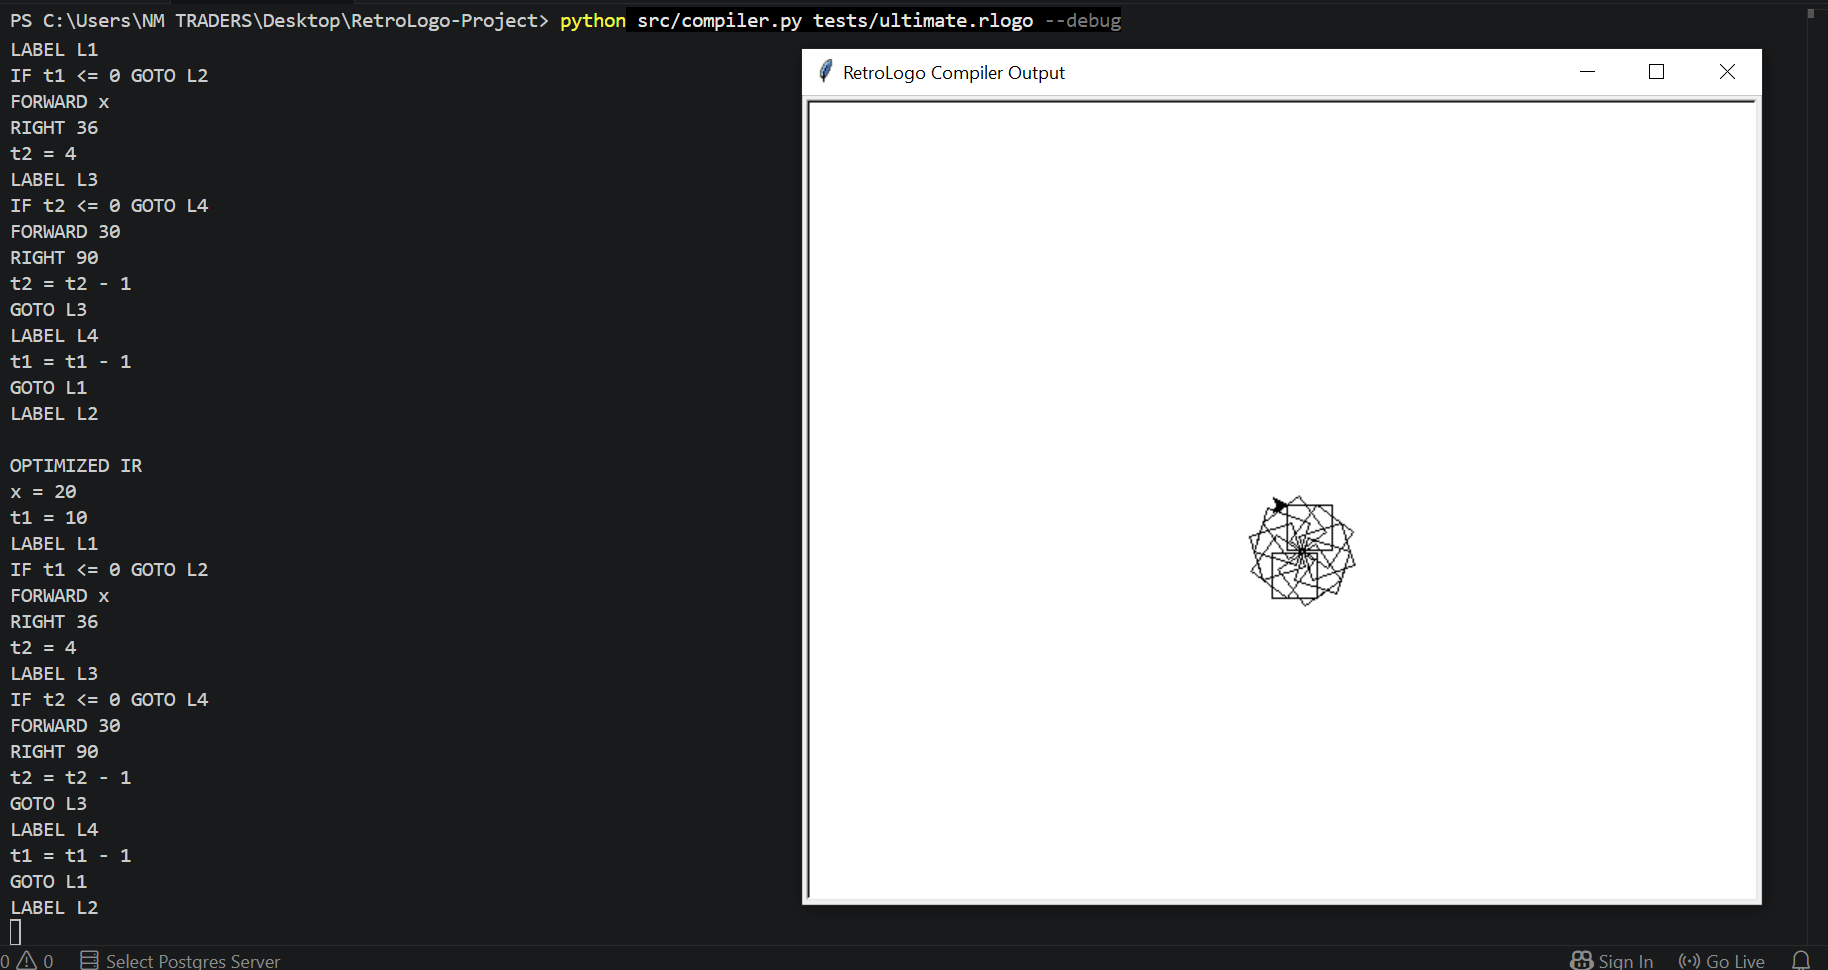 PS C:\Users\NM TRADERS\Desktop\RetroLogo-Project> python src/compiler.py tests/ultimate.rlogo --debug
LABEL L1
IF t1 <= 0 GOTO L2
FORWARD x
RIGHT 36
t2 = 4
LABEL L3
IF t2 <= 0 GOTO L4
FORWARD 30
RIGHT 90
t2 = t2 - 1
GOTO L3
LABEL L4
t1 = t1 - 1
GOTO L1
LABEL L2
OPTIMIZED IR
x = 20
t1 = 10
LABEL L1
IF t1 <= 0 GOTO L2
FORWARD x
RIGHT 36
t2 = 4
LABEL L3
IF t2 <= 0 GOTO L4
FORWARD 30
RIGHT 90
t2 = t2 - 1
GOTO L3
LABEL L4
t1 = t1 - 1
GOTO L1
LABEL L2
RetroLogo Compiler Output
0 0 Select Postgres Server Sign In Go Live